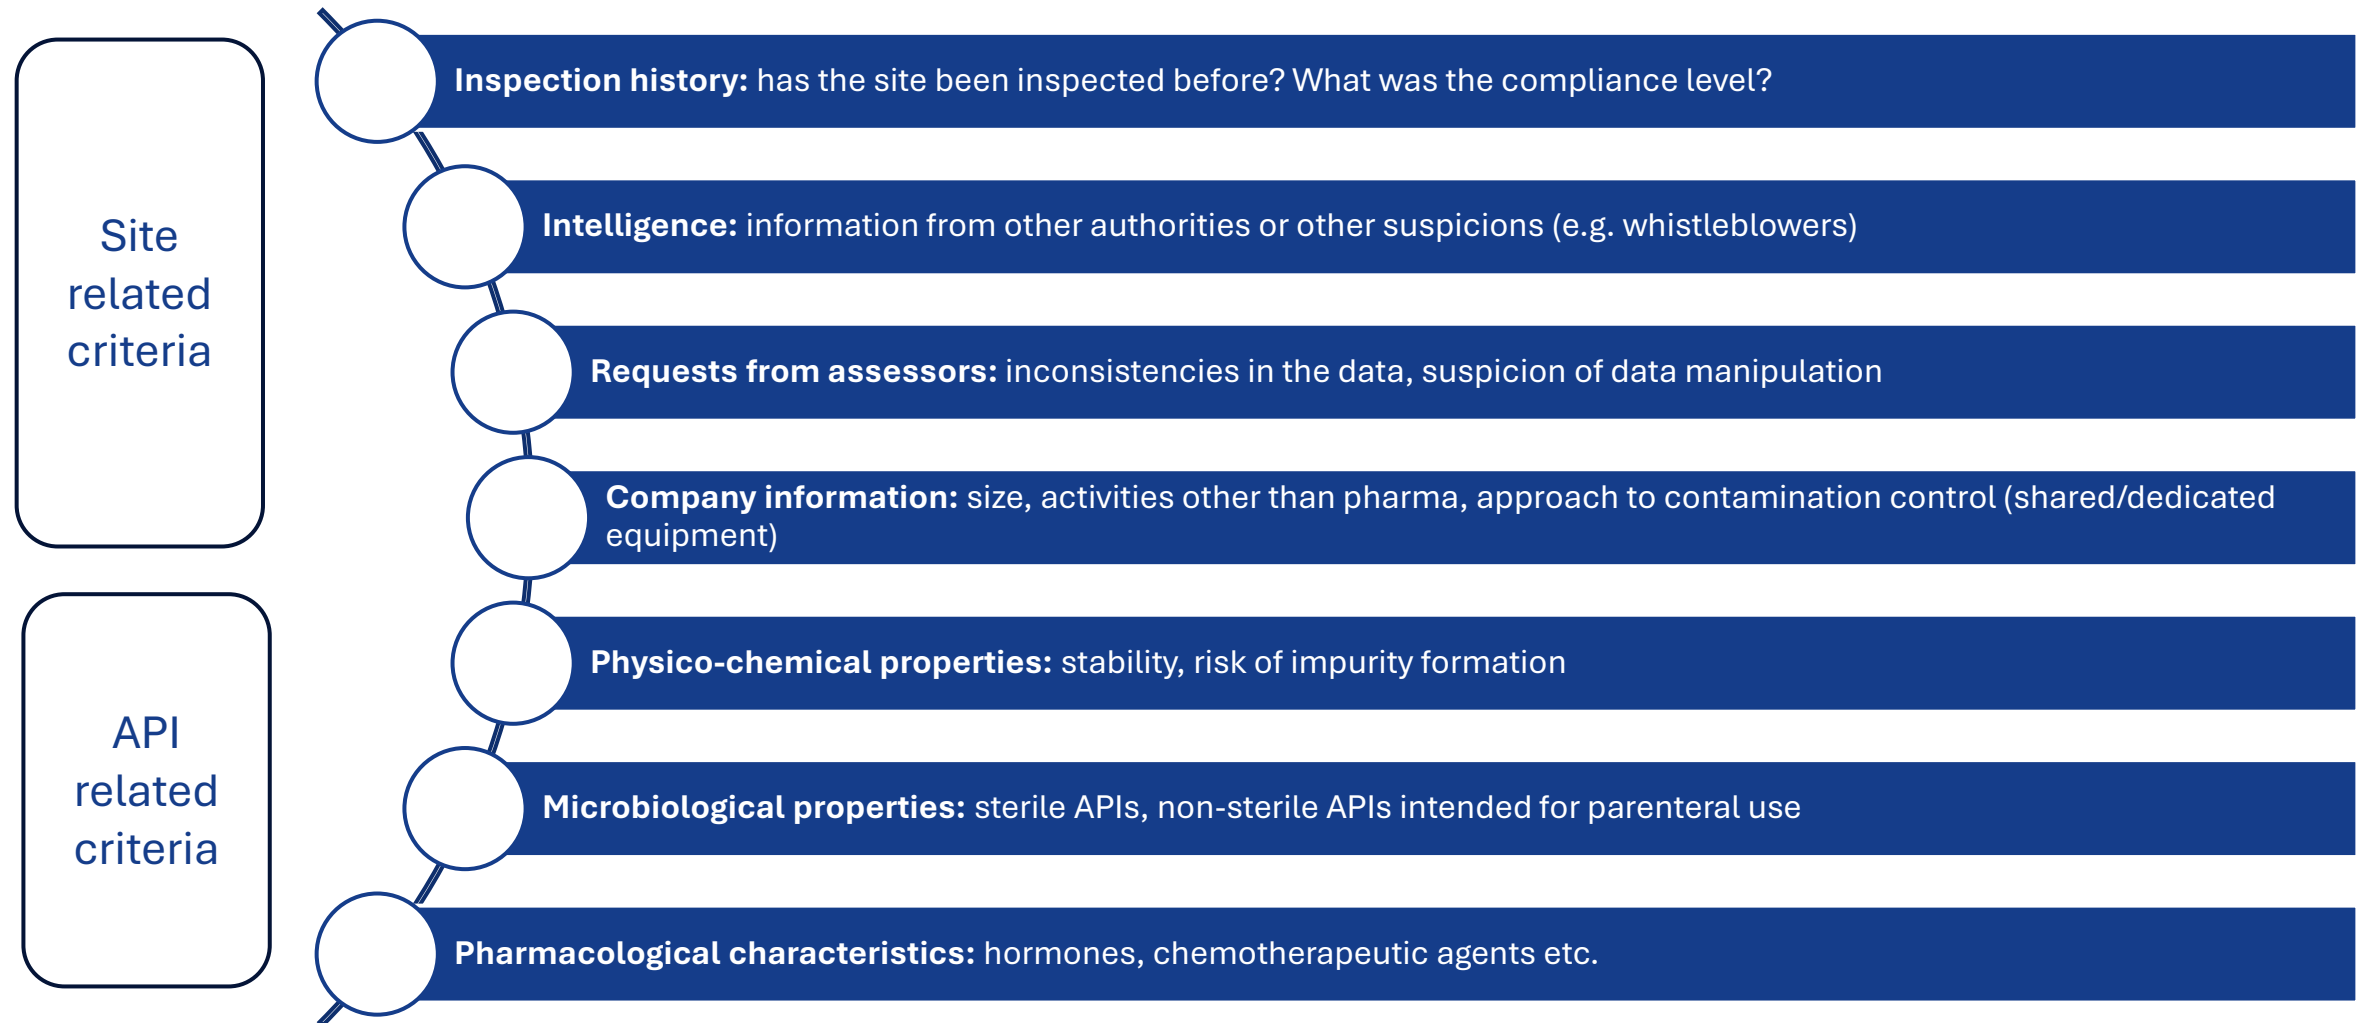 Site
related
criteria
Inspection history: has the site been inspected before? What was the compliance level?
Intelligence: information from other authorities or other suspicions (e.g. whistleblowers)
Requests from assessors: inconsistencies in the data, suspicion of data manipulation
Company information: size, activities other than pharma, approach to contamination control (shared/dedicated
equipment)
API
related
criteria
Physico-chemical properties: stability, risk of impurity formation
Microbiological properties: sterile APIs, non-sterile APIs intended for parenteral use
Pharmacological characteristics: hormones, chemotherapeutic agents etc.